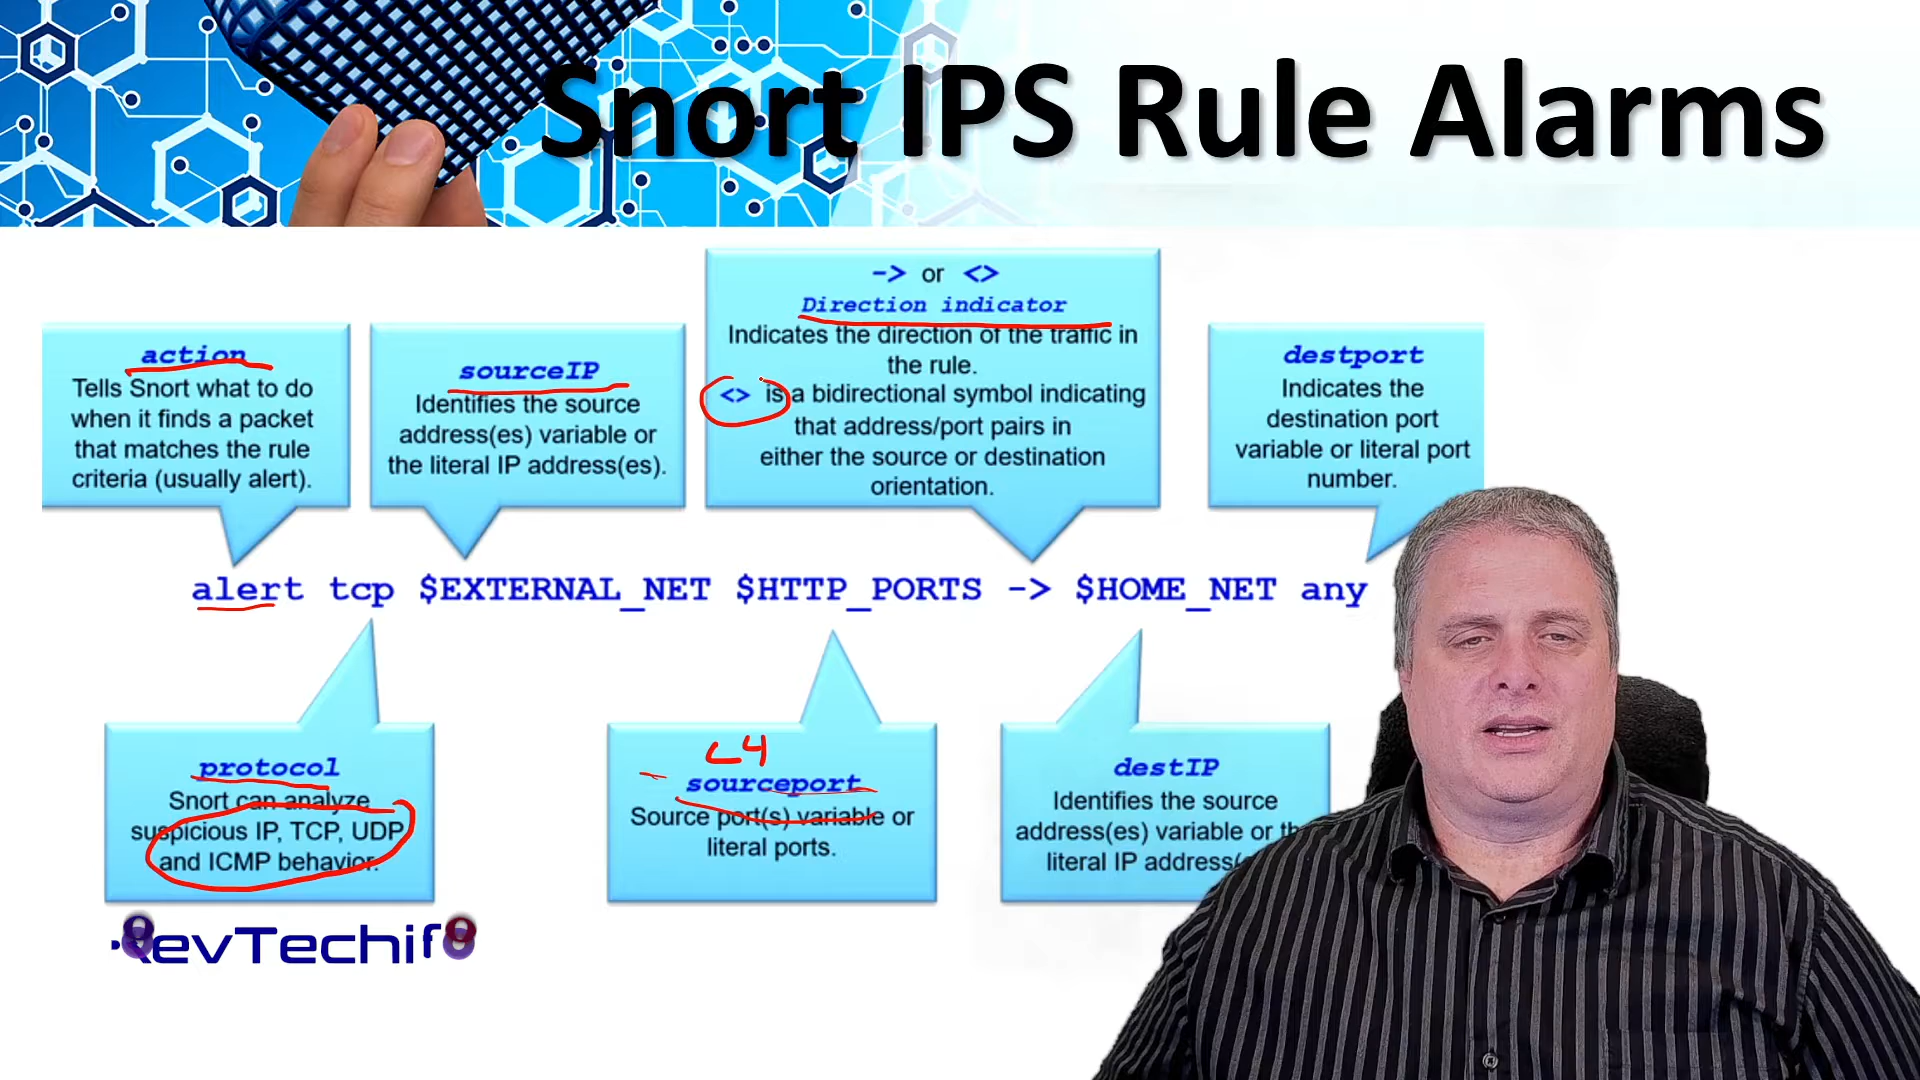 Snort IPS Rule Alarms
-> or <>
Direction indicator
Indicates the direction of the traffic in
the rule.
<> is a bidirectional symbol indicating
that address/port pairs in
either the source or destination
orientation.
action
Tells Snort what to do
when it finds a packet
that matches the rule
criteria (usually alert).
sourceIP
Identifies the source
address(es) variable or
the literal IP address(es).
destport
Indicates the
destination port
variable or literal port
number.
alert tcp $EXTERNAL_NET $HTTP_PORTS -> $HOME_NET any
protocol
Snort can analyze
suspicious IP, TCP, UDP
and ICMP behavior.
L4
sourceport
Source port(s) variable or
literal ports.
destIP
Identifies the source
address(es) variable or
literal IP